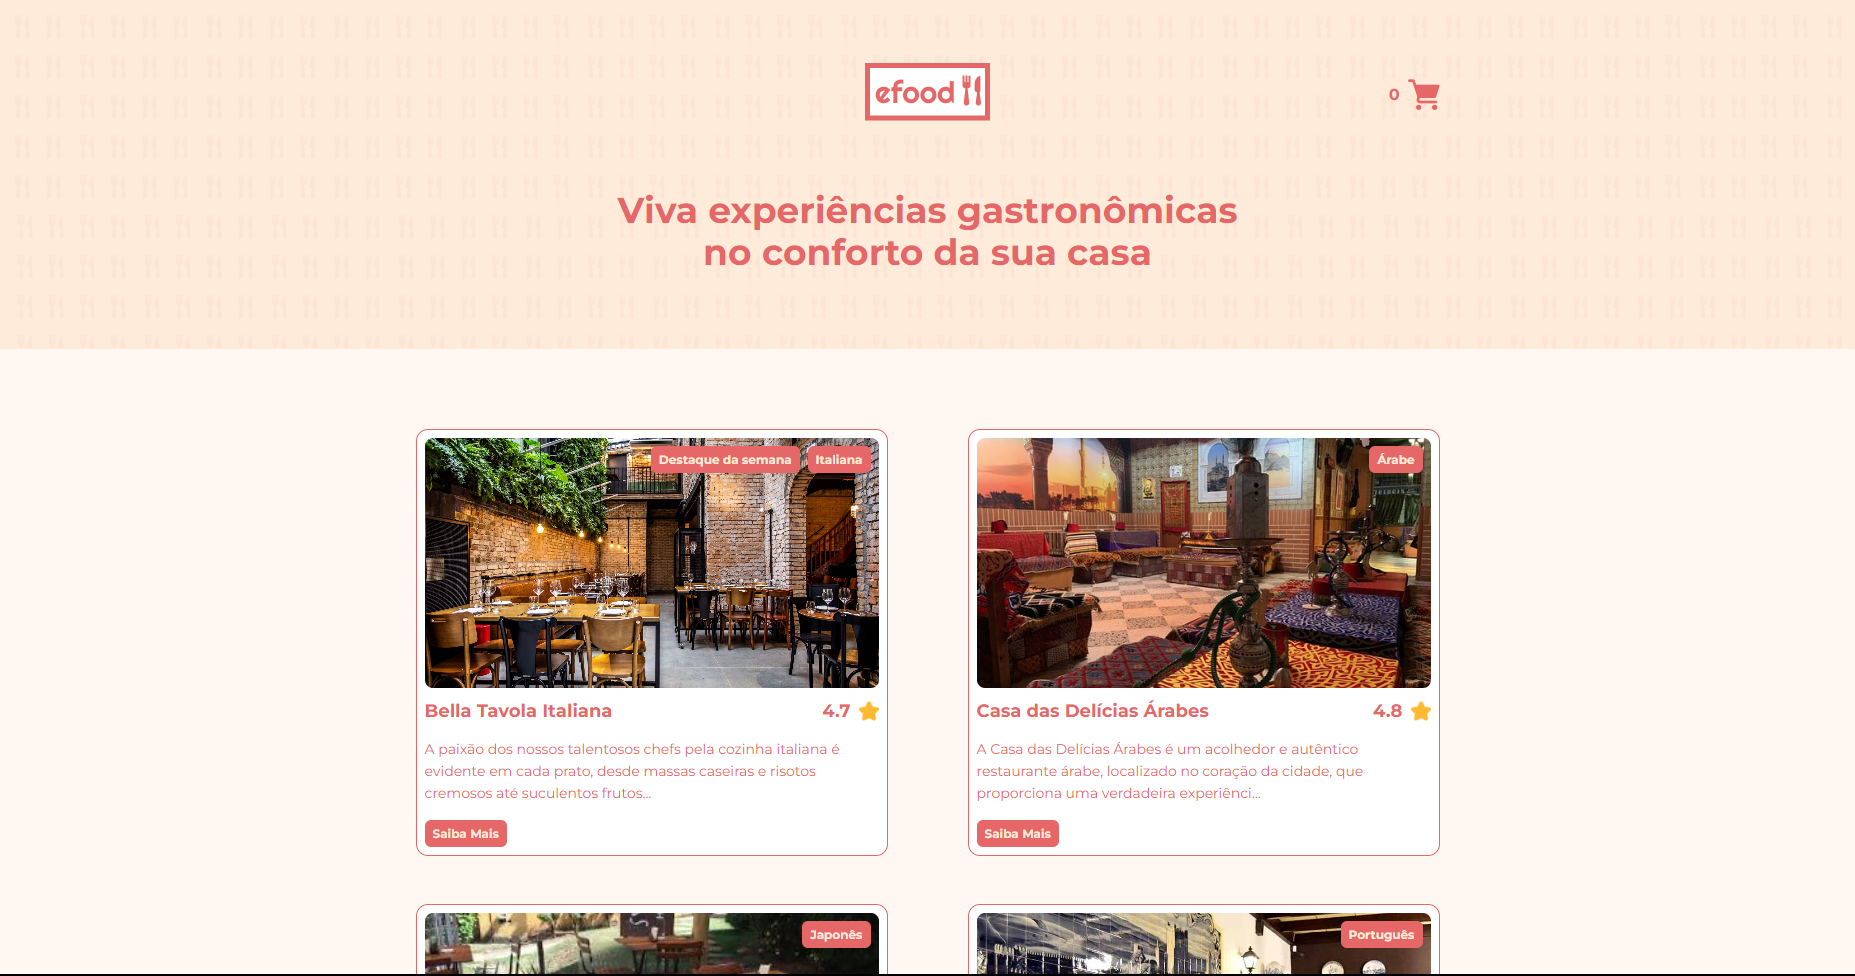 efood
0
Viva experiências gastronômicas
no conforto da sua casa
Destaque da semana
Italiana
Bella Tavola Italiana
4.7
A paixão dos nossos talentosos chefs pela cozinha italiana é
evidente em cada prato, desde massas caseiras e risotos
cremosos até suculentos frutos...
Saiba Mais
Árabe
Casa das Delícias Árabes
4.8
A Casa das Delícias Árabes é um acolhedor e autêntico
restaurante árabe, localizado no coração da cidade, que
proporciona uma verdadeira experiênci...
Saiba Mais
Japonês
Português